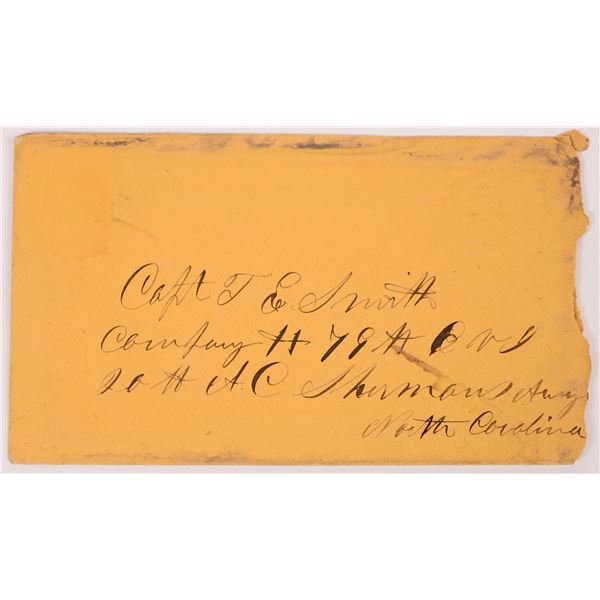 Capt T E Smith
Company H 79th O V I
20th A.C Shermans Army
North Carolina